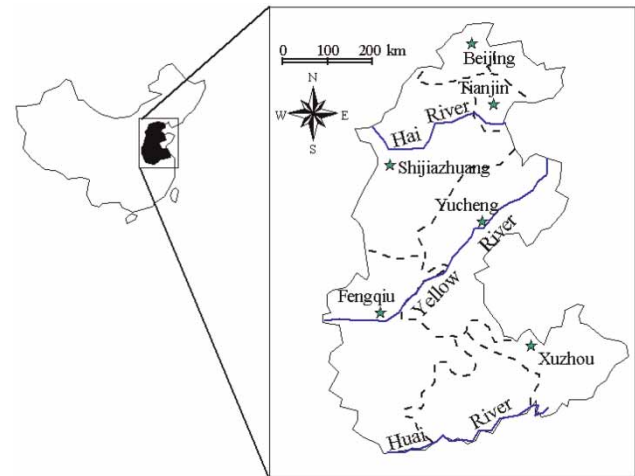 0 100 200 km
N
W E
S
Beijing
Tianjin
Hai River
Shijiazhuang
Yucheng
Yellow River
Fengqiu
Xuzhou
Huai River